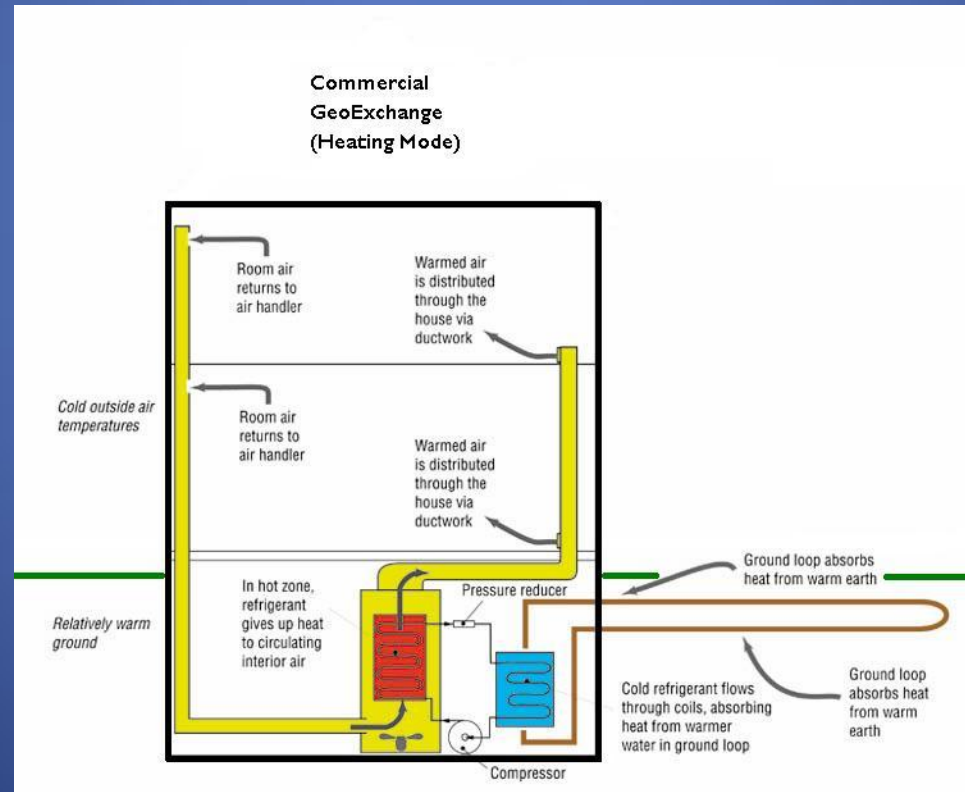 Commercial
GeoExchange
(Heating Mode)
Room air
returns to
air handler
Warmed air
is distributed
through the
house via
ductwork
Cold outside air
temperatures
Room air
returns to
air handler
Warmed air
is distributed
through the
house via
ductwork
Ground loop absorbs
heat from warm earth
In hot zone,
refrigerant
gives up heat
to circulating
interior air
Pressure reducer
Relatively warm
ground
Cold refrigerant flows
through coils, absorbing
heat from warmer
water in ground loop
Ground loop
absorbs heat
from warm
earth
Compressor